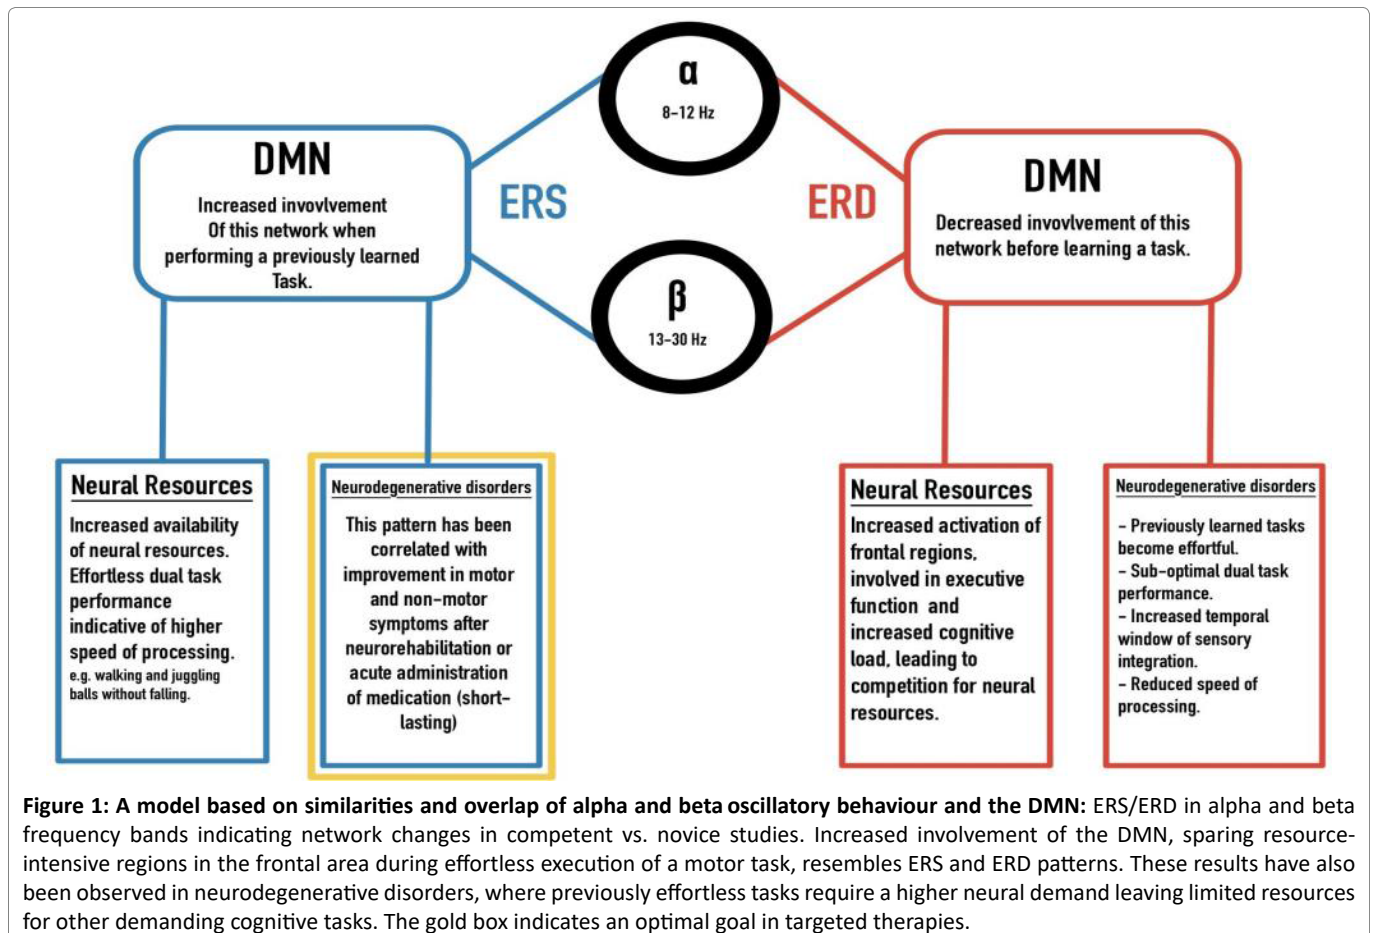 α
8–12 Hz
DMN
Increased invovlvement
Of this network when
performing a previously learned
Task.
ERS
ERD
DMN
Decreased invovlvement of this
network before learning a task.
β
13–30 Hz
Neural Resources
Increased availability
of neural resources.
Effortless dual task
performance
indicative of higher
speed of processing.
e.g. walking and juggling
balls without falling.
Neurodegenerative disorders
This pattern has been
correlated with
improvement in motor
and non–motor
symptoms after
neurorehabilitation or
acute administration
of medication (short–
lasting)
Neural Resources
Increased activation of
frontal regions,
involved in executive
function and
increased cognitive
load, leading to
competition for neural
resources.
Neurodegenerative disorders
– Previously learned tasks
become effortful.
– Sub–optimal dual task
performance.
– Increased temporal
window of sensory
integration.
– Reduced speed of
processing.
Figure 1: A model based on similarities and overlap of alpha and beta oscillatory behaviour and the DMN: ERS/ERD in alpha and beta
frequency bands indicating network changes in competent vs. novice studies. Increased involvement of the DMN, sparing resource-
intensive regions in the frontal area during effortless execution of a motor task, resembles ERS and ERD patterns. These results have also
been observed in neurodegenerative disorders, where previously effortless tasks require a higher neural demand leaving limited resources
for other demanding cognitive tasks. The gold box indicates an optimal goal in targeted therapies.